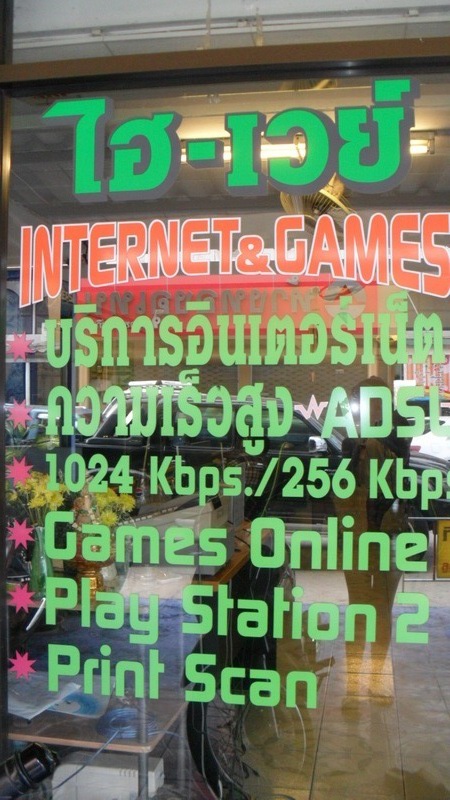 ไฮ-เวย์
INTERNET & GAMES
บริการอินเตอร์เน็ต
ความเร็วสูง ADSL
1024 Kbps./256 Kbps
Games Online
Play Station 2
Print Scan